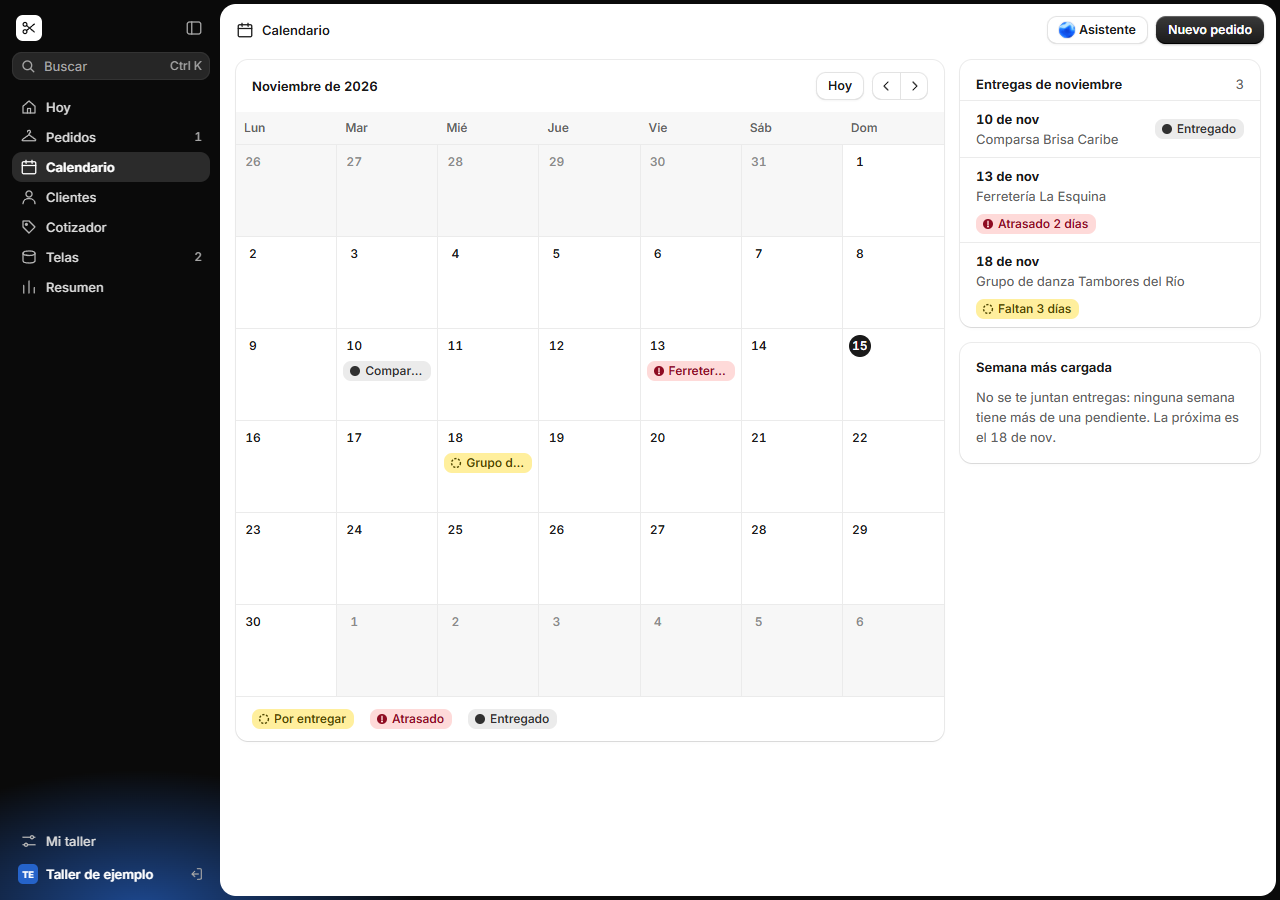 Buscar
Ctrl K
Hoy
Pedidos 1
Calendario
Clientes
Cotizador
Telas 2
Resumen
Mi taller
TE Taller de ejemplo
Calendario
Asistente
Nuevo pedido
Noviembre de 2026
Hoy
Lun Mar Mié Jue Vie Sáb Dom
26 27 28 29 30 31 1
2 3 4 5 6 7 8
9 10 11 12 13 14 15
Compar... Ferreter...
16 17 18 19 20 21 22
Grupo d...
23 24 25 26 27 28 29
30 1 2 3 4 5 6
Por entregar Atrasado Entregado
Entregas de noviembre 3
10 de nov
Comparsa Brisa Caribe
Entregado
13 de nov
Ferretería La Esquina
Atrasado 2 días
18 de nov
Grupo de danza Tambores del Río
Faltan 3 días
Semana más cargada
No se te juntan entregas: ninguna semana
tiene más de una pendiente. La próxima es
el 18 de nov.